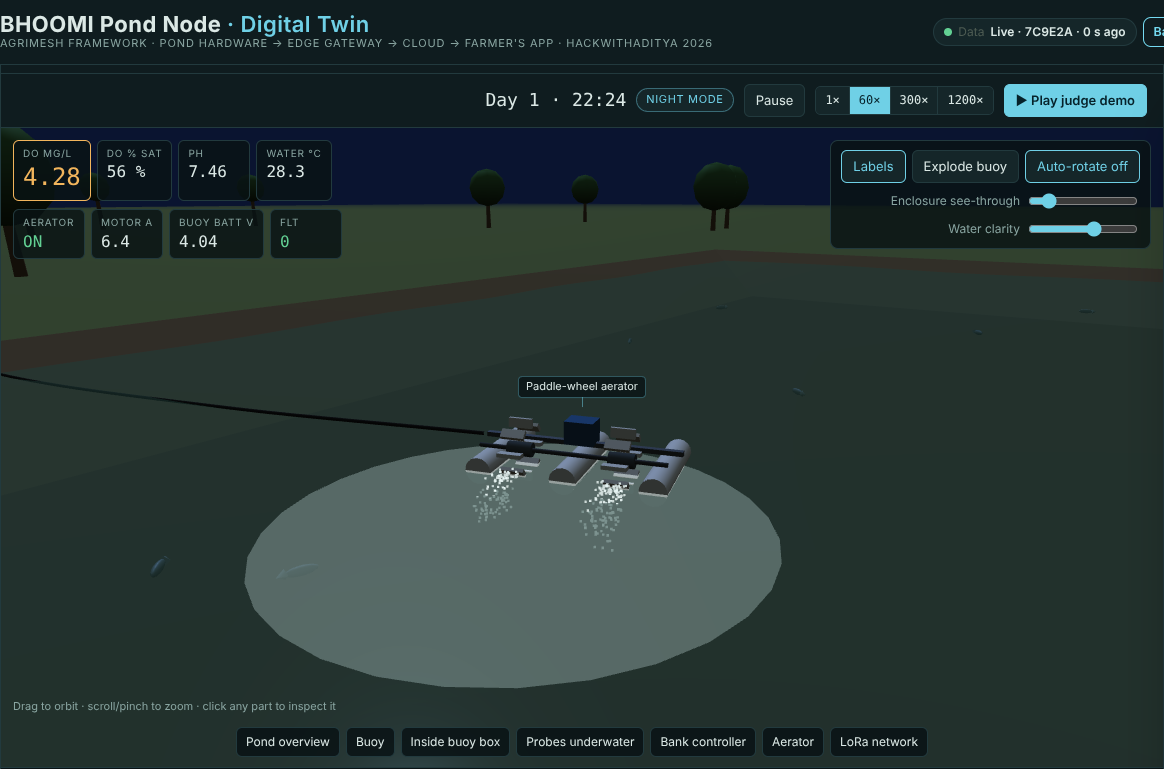 BHOOMI Pond Node · Digital Twin
AGRIMESH FRAMEWORK · POND HARDWARE → EDGE GATEWAY → CLOUD → FARMER'S APP · HACKWITHADITYA 2026
Data Live · 7C9E2A · 0 s ago
Ba
Day 1 · 22:24 NIGHT MODE Pause 1× 60× 300× 1200× ▶ Play judge demo
DO MG/L DO % SAT PH WATER °C
4.28 56 % 7.46 28.3
AERATOR MOTOR A BUOY BATT V FLT
ON 6.4 4.04 0
Labels Explode buoy Auto-rotate off
Enclosure see-through
Water clarity
Paddle-wheel aerator
Drag to orbit · scroll/pinch to zoom · click any part to inspect it
Pond overview Buoy Inside buoy box Probes underwater Bank controller Aerator LoRa network